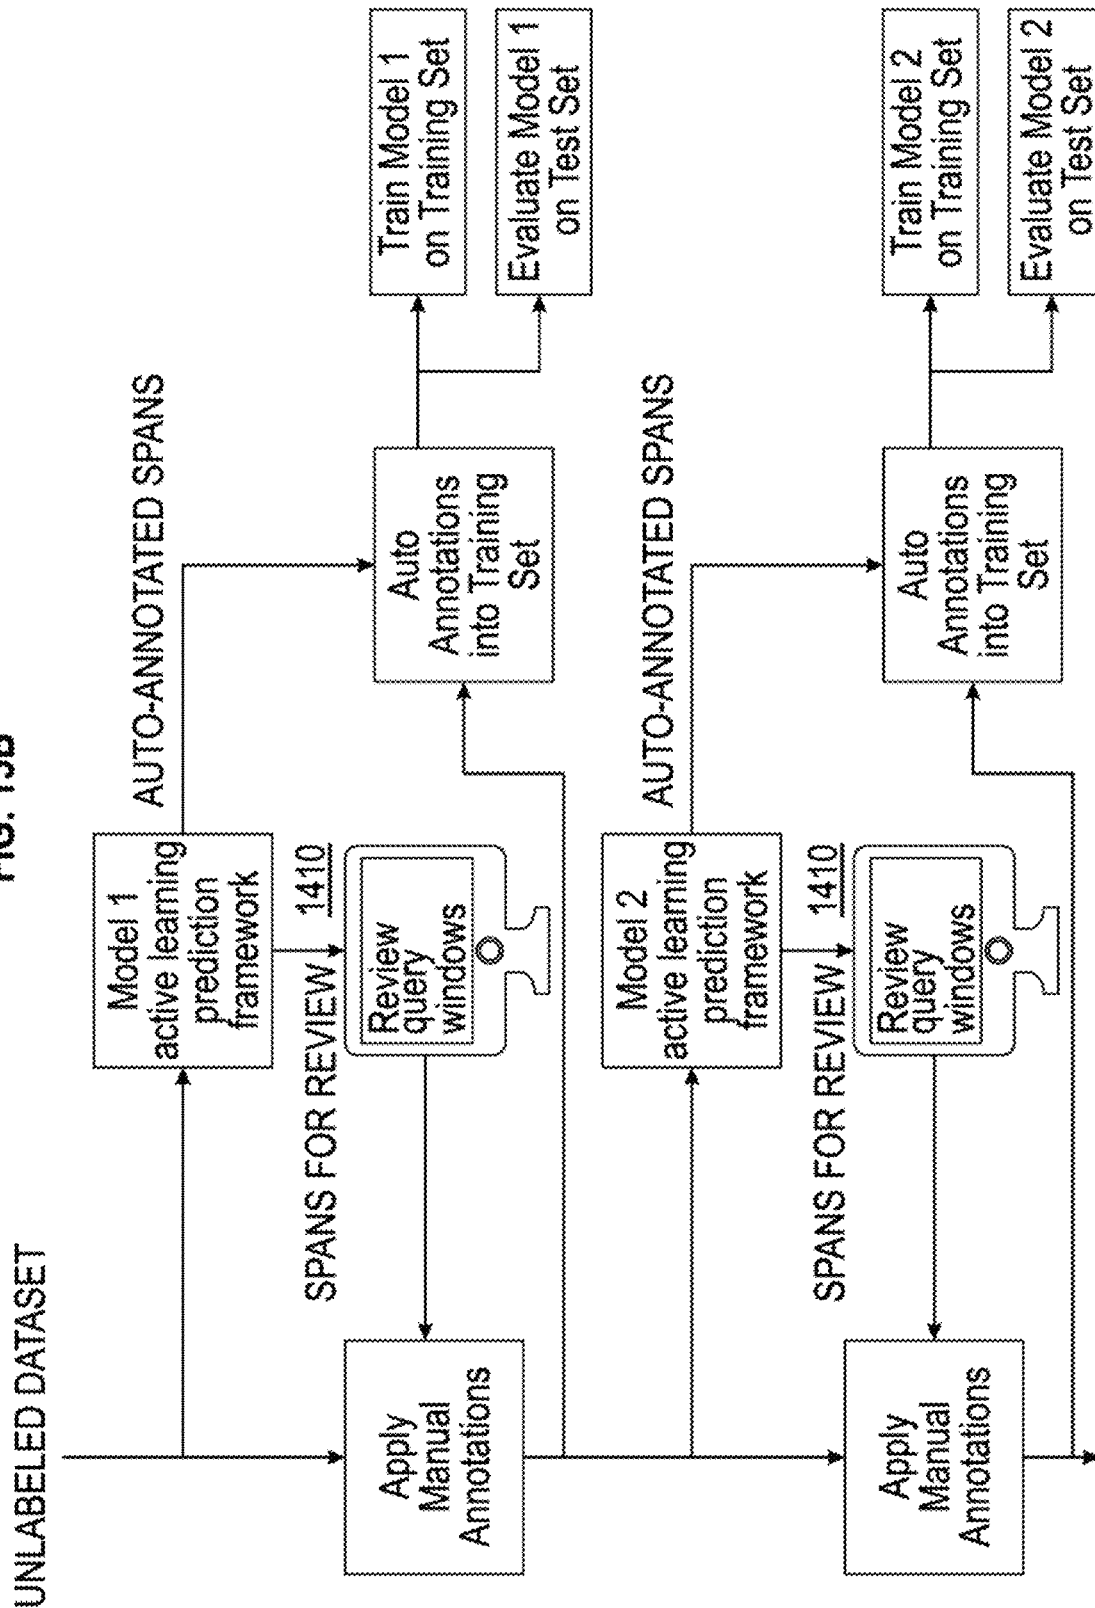 FIG.
UNLABELED DATASET
Model 1
active learning
prediction
framework
AUTO-ANNOTATED SPANS
SPANS FOR REVIEW
1410
Review
query
windows
Apply
Manual
Annotations
Auto
Annotations
into Training
Set
Train Model 1
on Training Set
Evaluate Model 1
on Test Set
Model 2
active learning
prediction
framework
AUTO-ANNOTATED SPANS
SPANS FOR REVIEW
1410
Review
query
windows
Apply
Manual
Annotations
Auto
Annotations
into Training
Set
Train Model 2
on Training Set
Evaluate Model 2
on Test Set